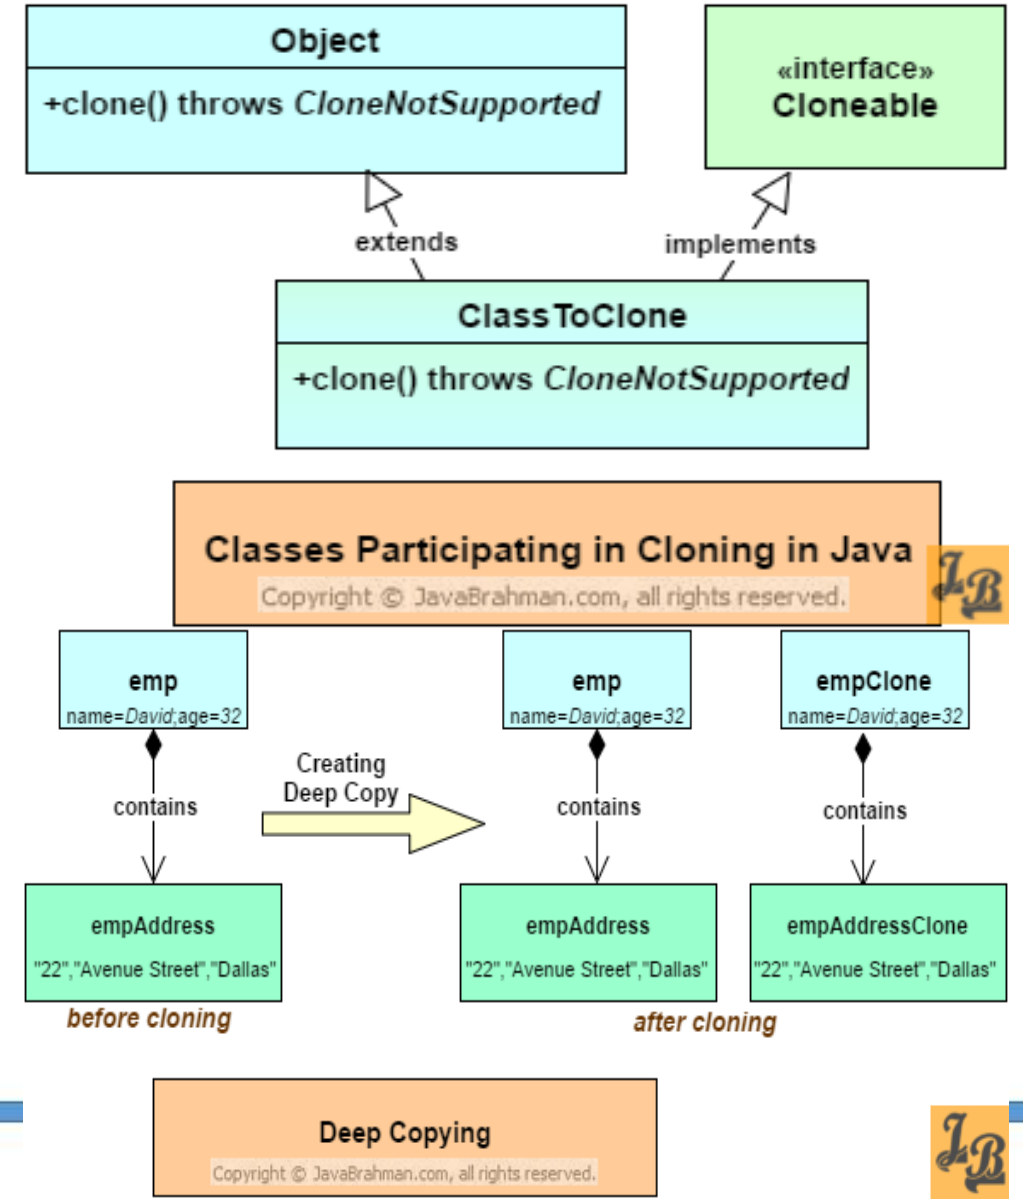 Object
+clone() throws CloneNotSupported
«interface»
Cloneable
extends
implements
ClassToClone
+clone() throws CloneNotSupported
Classes Participating in Cloning in Java
Copyright © JavaBrahman.com, all rights reserved.
JB
emp
name=David;age=32
contains
empAddress
"22","Avenue Street","Dallas"
before cloning
Creating
Deep Copy
emp
name=David;age=32
contains
empAddress
"22","Avenue Street","Dallas"
empClone
name=David;age=32
contains
empAddressClone
"22","Avenue Street","Dallas"
after cloning
Deep Copying
Copyright © JavaBrahman.com, all rights reserved.
JB